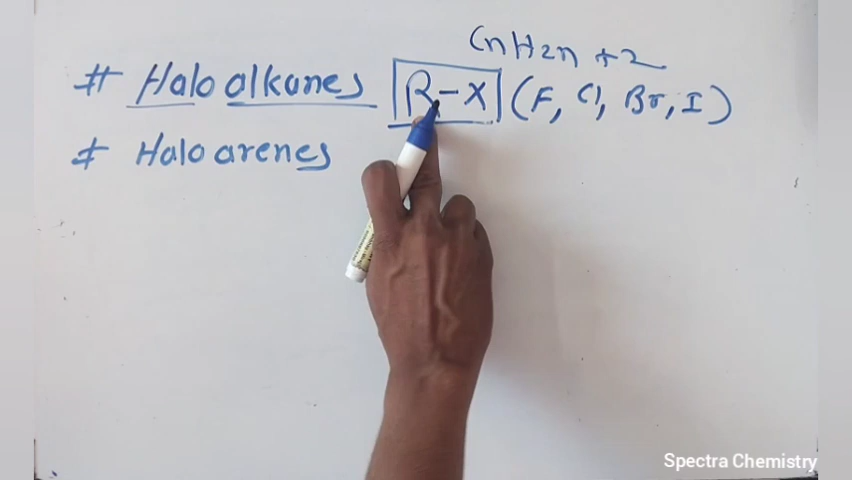 CnH2n+2
# Haloalkanes R-X (F, Cl, Br, I)
# Haloarenes
Spectra Chemistry